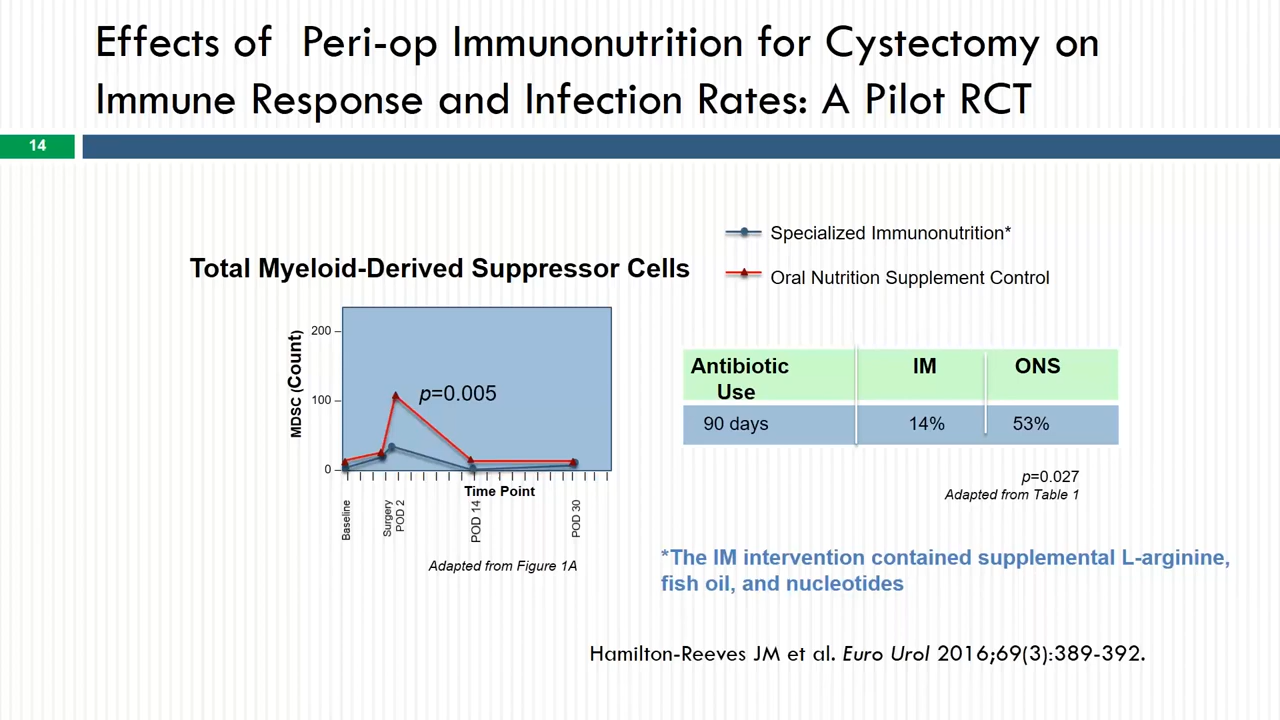 Effects of  Peri-op Immunonutrition for Cystectomy on
Immune Response and Infection Rates: A Pilot RCT
14
Specialized Immunonutrition*
Oral Nutrition Supplement Control
Total Myeloid-Derived Suppressor Cells
MDsc (Count)
200
100
0
p=0.005
Time Point
Baseline
Surgery
POD 2
POD 14
POD 30
Adapted from Figure 1A
Antibiotic
Use
IM
ONS
90 days
14%
53%
p=0.027
Adapted from Table 1
*The IM intervention contained supplemental L-arginine,
fish oil, and nucleotides
Hamilton-Reeves JM et al. Euro Urol 2016;69(3):389-392.